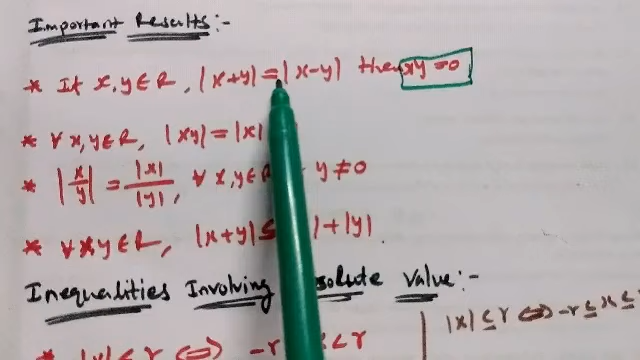 Important Results:-
* If x, y ∈ R, |x+y| = |x-y| then xy = 0
* ∀ x, y ∈ R, |xy| = |x|
* |x/y| = |x|/|y|, ∀ x, y ∈ R y ≠ 0
* ∀ x y ∈ R, |x+y| ≤ | + |y|
Inequalities Involving solute Value:-
|x| ≤ r ⇔ -r ≤ x ≤
* |x| < r ⇔ -r < r